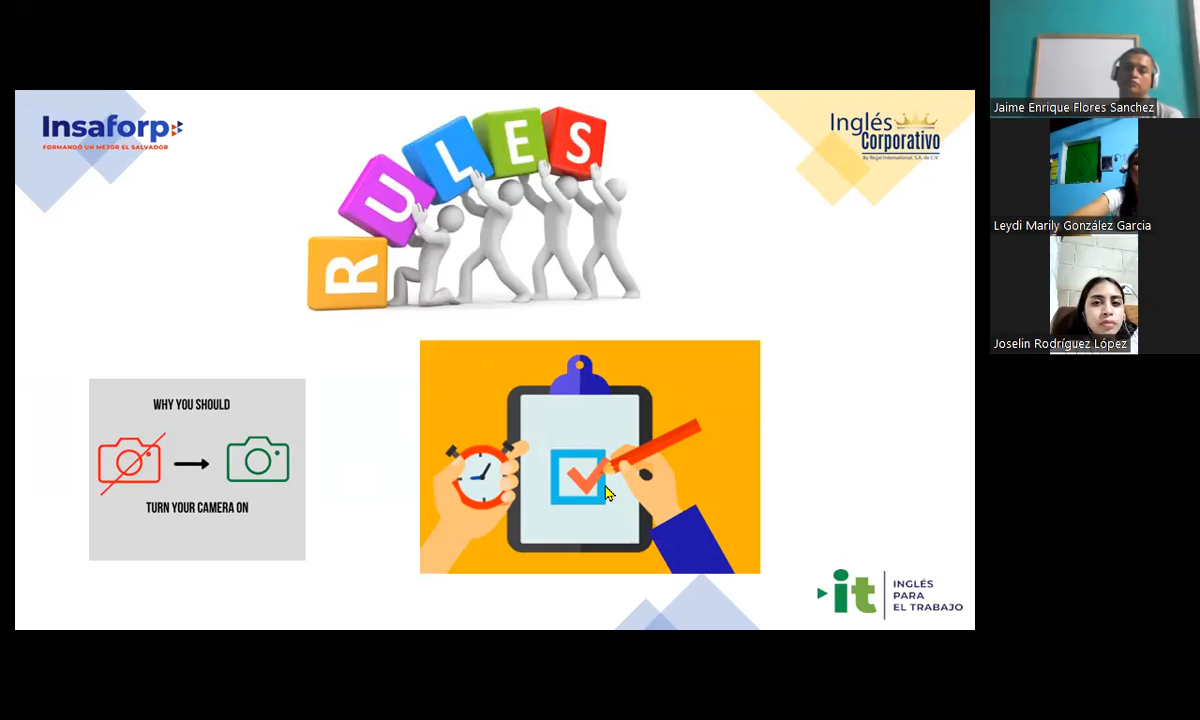 Insaforp
FORMANDO UN MEJOR EL SALVADOR
RULES
Inglés
Corporativo
By Regal International, S.A. de C.V.
WHY YOU SHOULD
TURN YOUR CAMERA ON
it
INGLÉS
PARA
EL TRABAJO
Jaime Enrique Flores Sanchez
Leydi Marily González Garcia
Joselin Rodríguez López